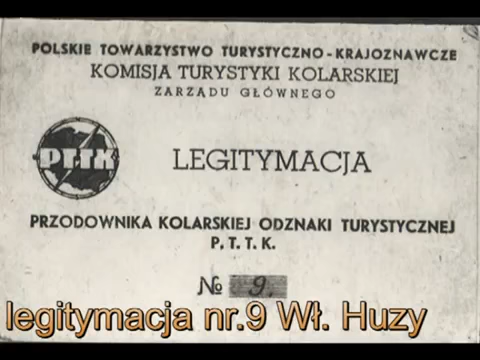 POLSKIE TOWARZYSTWO TURYSTYCZNO-KRAJOZNAWCZE
KOMISJA TURYSTYKI KOLARSKIEJ
ZARZĄDU GŁÓWNEGO
PTTK
LEGITYMACJA
PRZODOWNIKA KOLARSKIEJ ODZNAKI TURYSTYCZNEJ
P. T. T. K.
№ 9.
legitymacja nr.9 Wł. Huzy